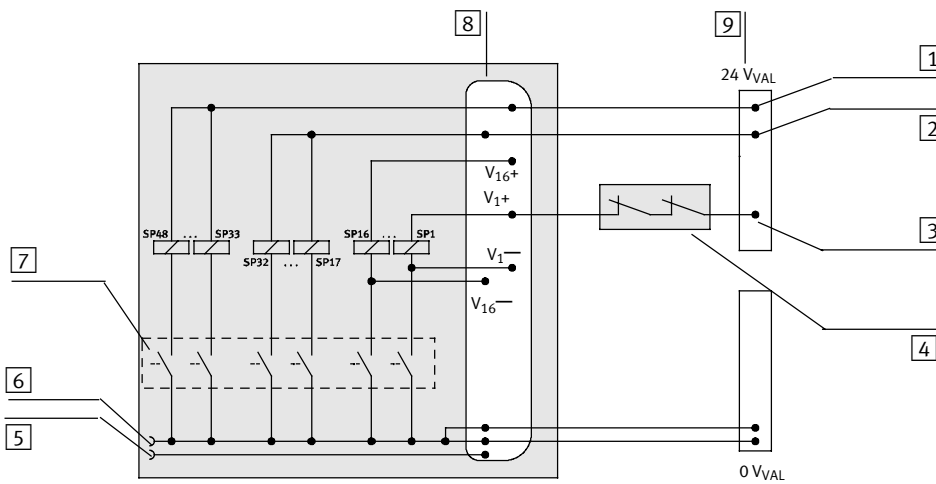 8
9
1
24 VVAL
2
V16+
V1+
SP48 ... SP33
SP16 ... SP1
3
SP32 ... SP17
V1—
7
V16—
4
6
5
0 VVAL